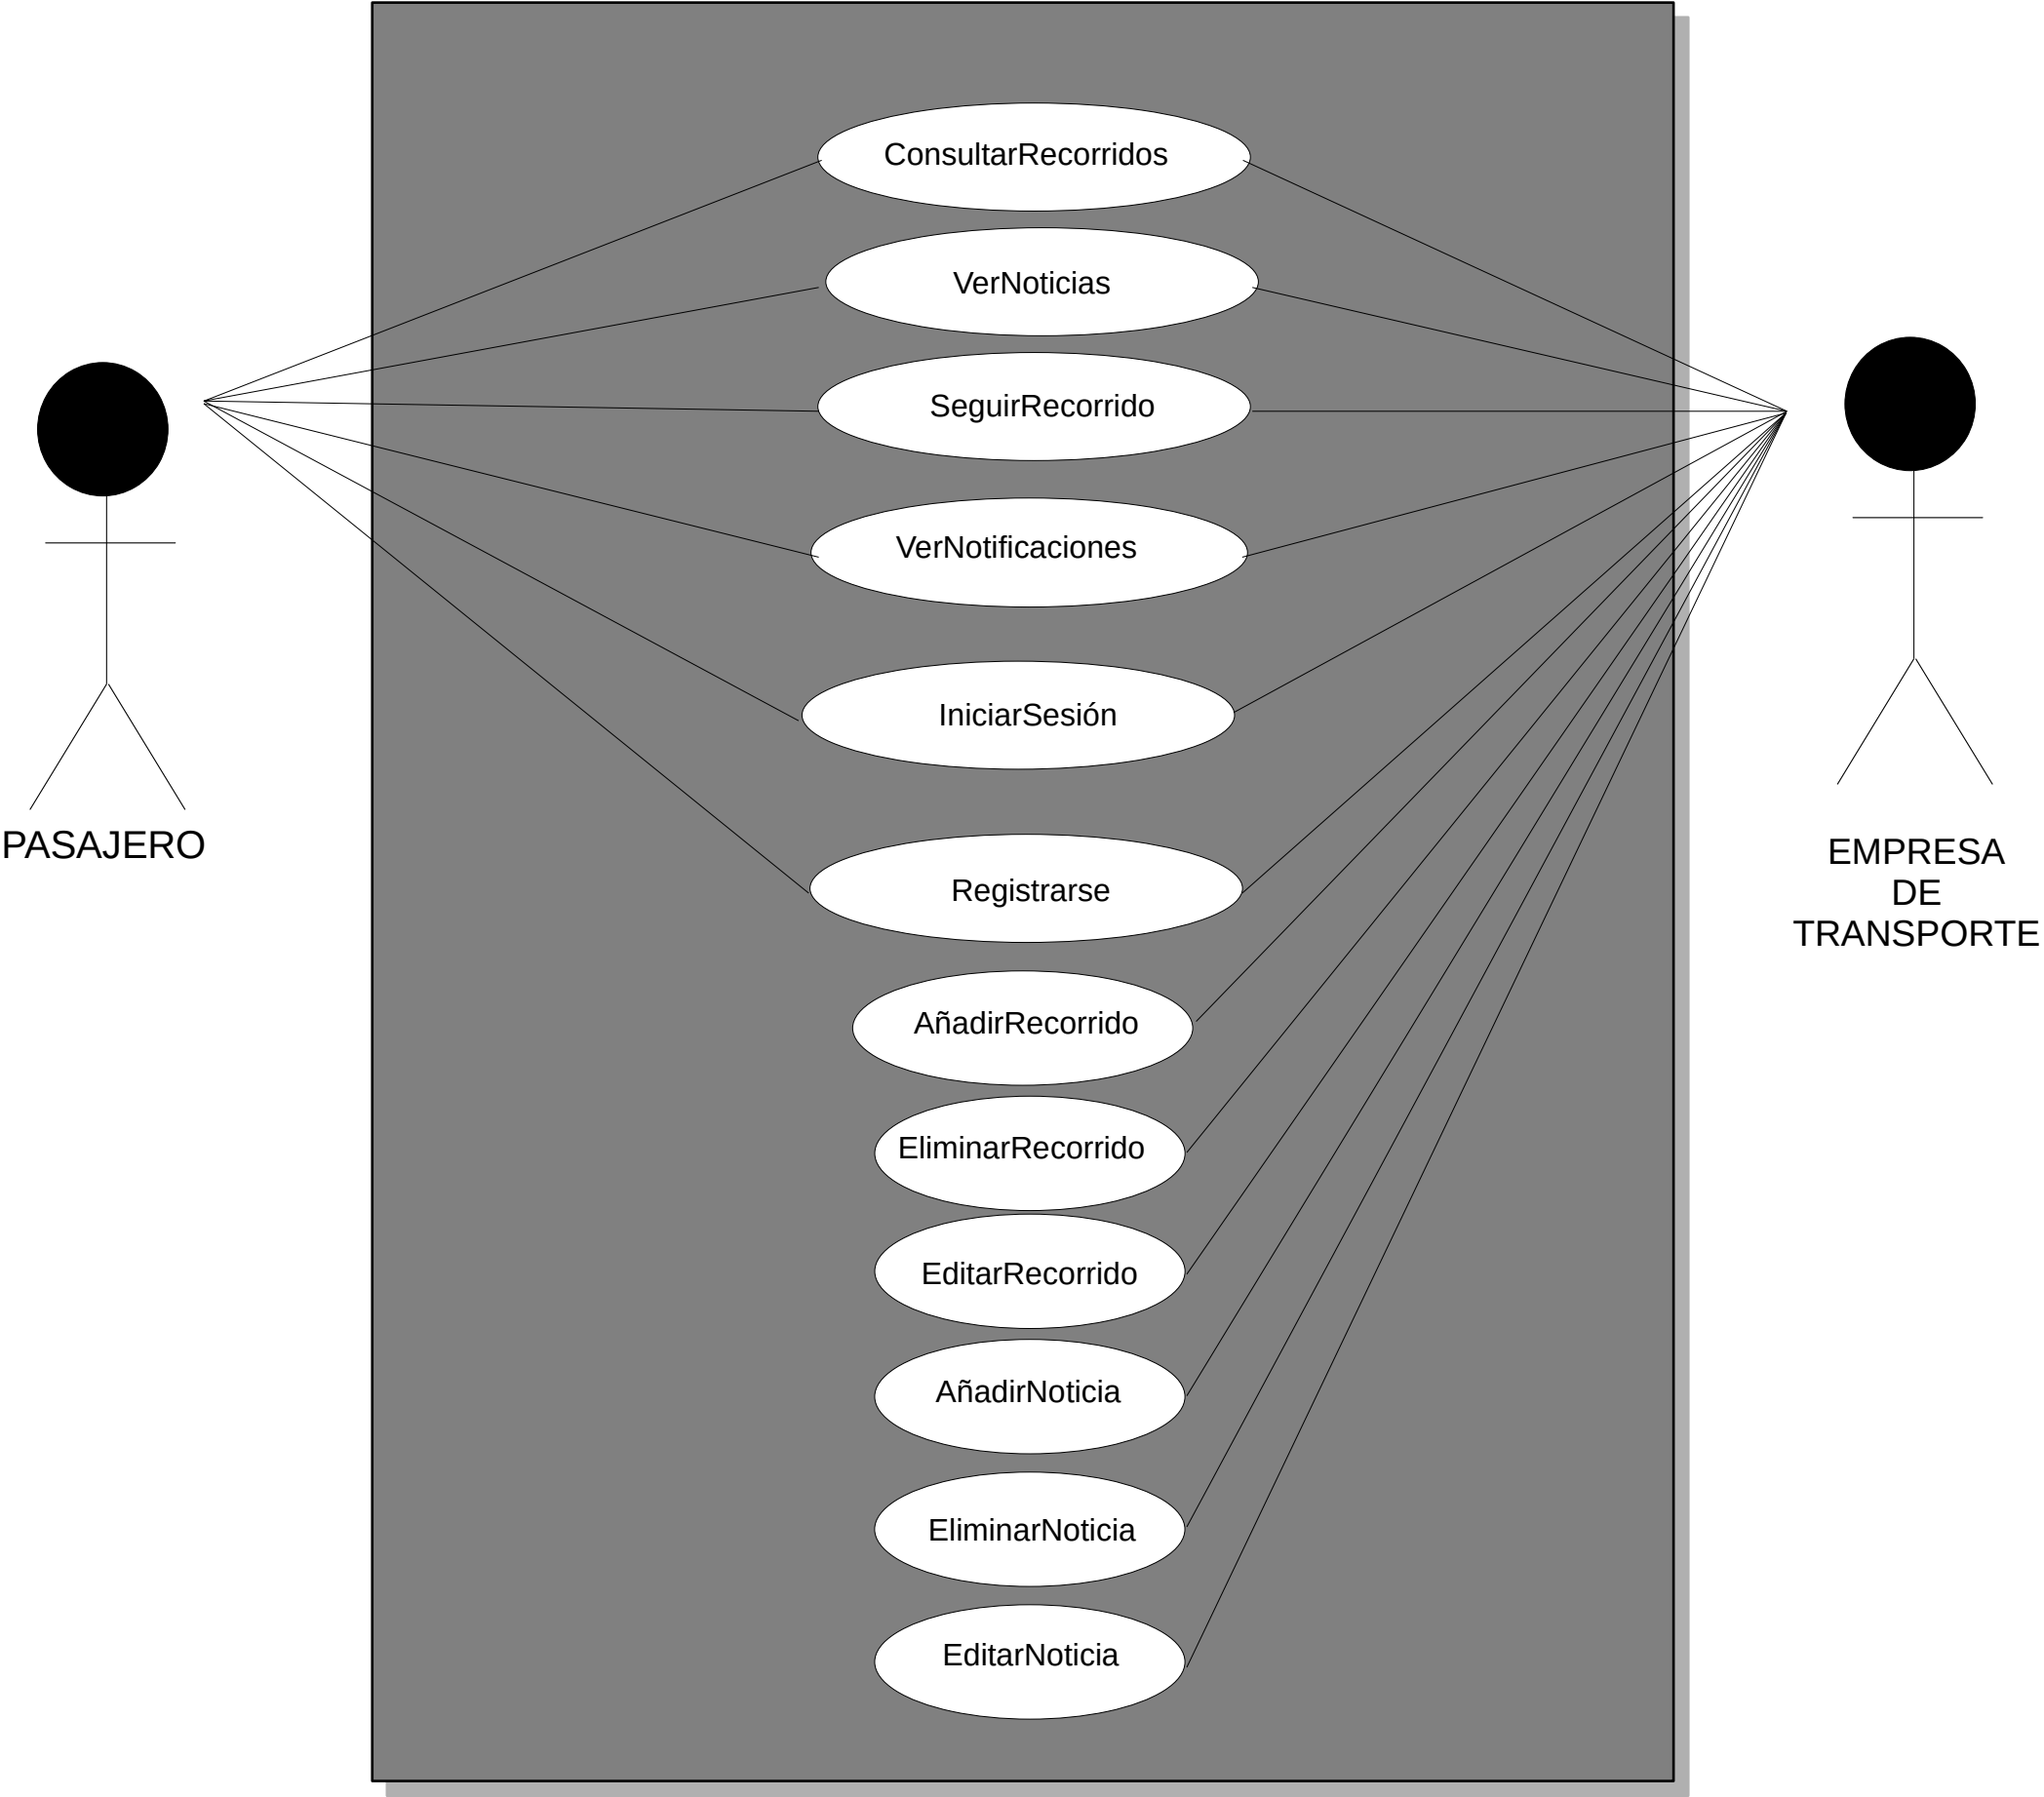 ConsultarRecorridos
VerNoticias
SeguirRecorrido
VerNotificaciones
IniciarSesión
PASAJERO
EMPRESA
DE
TRANSPORTE
Registrarse
AñadirRecorrido
EliminarRecorrido
EditarRecorrido
AñadirNoticia
EliminarNoticia
EditarNoticia